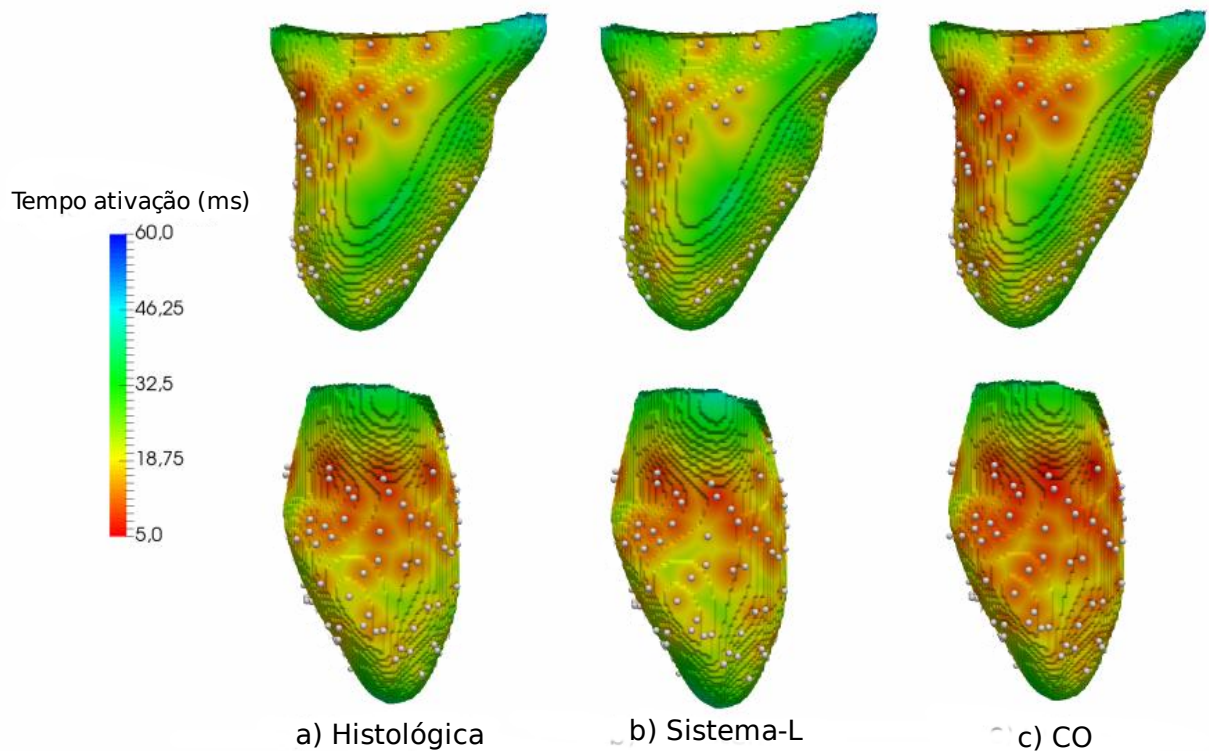 Tempo ativação (ms)
60,0
46,25
32,5
18,75
5,0
a) Histológica
b) Sistema-L
c) CO